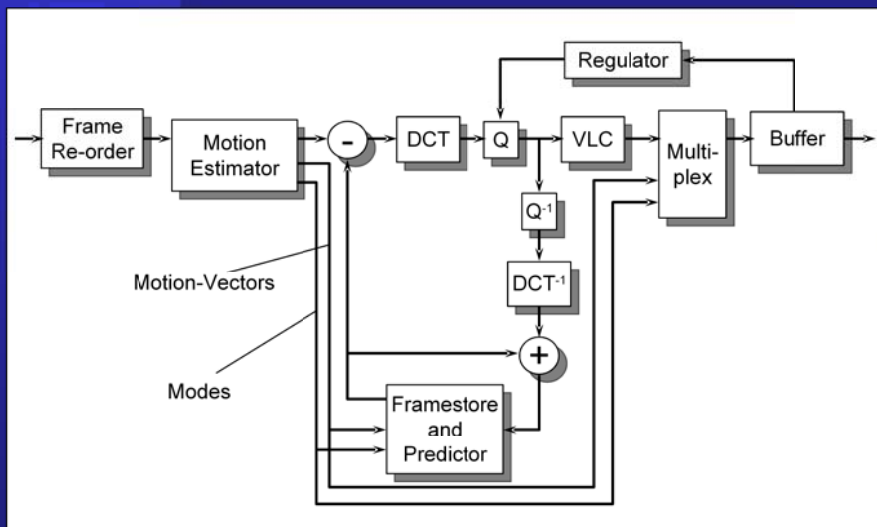 Regulator
Frame
Re-order
Motion
Estimator
-
DCT
Q
VLC
Multi-
plex
Buffer
Q⁻¹
DCT⁻¹
Motion-Vectors
+
Modes
Framestore
and
Predictor